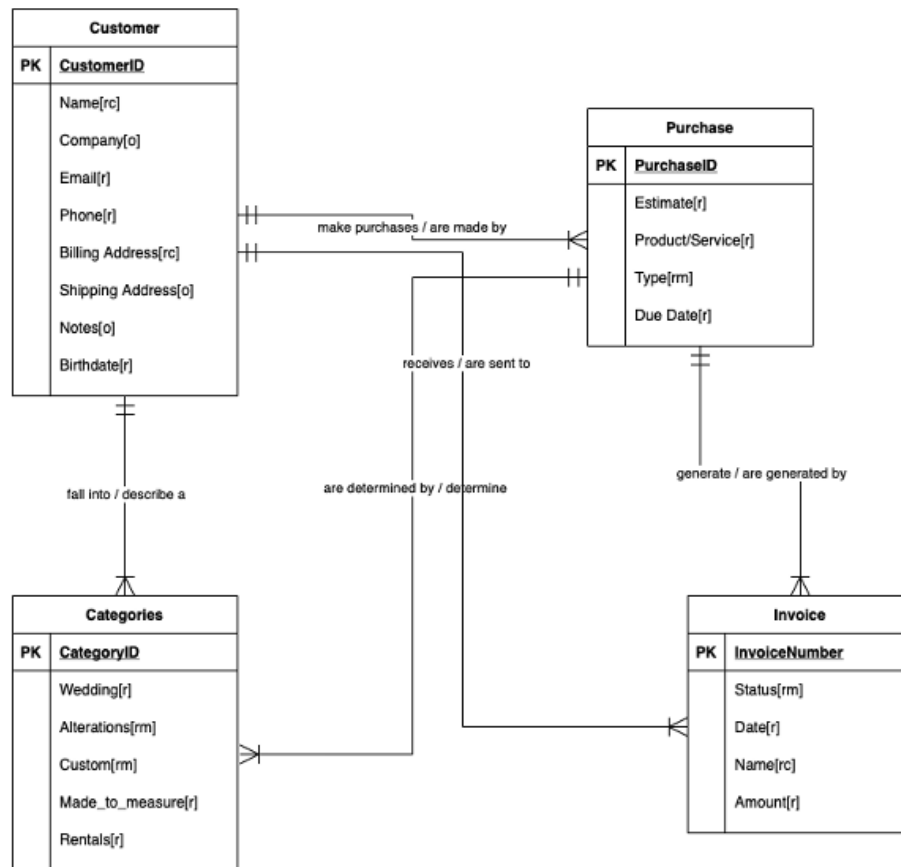 Customer
PK CustomerID
Name[rc]
Company[o]
Email[r]
Phone[r]
Billing Address[rc]
Shipping Address[o]
Notes[o]
Birthdate[r]
Purchase
PK PurchaseID
Estimate[r]
Product/Service[r]
Type[rm]
Due Date[r]
make purchases / are made by
receives / are sent to
fall into / describe a
are determined by / determine
generate / are generated by
Categories
PK CategoryID
Wedding[r]
Alterations[rm]
Custom[rm]
Made_to_measure[r]
Rentals[r]
Invoice
PK InvoiceNumber
Status[rm]
Date[r]
Name[rc]
Amount[r]